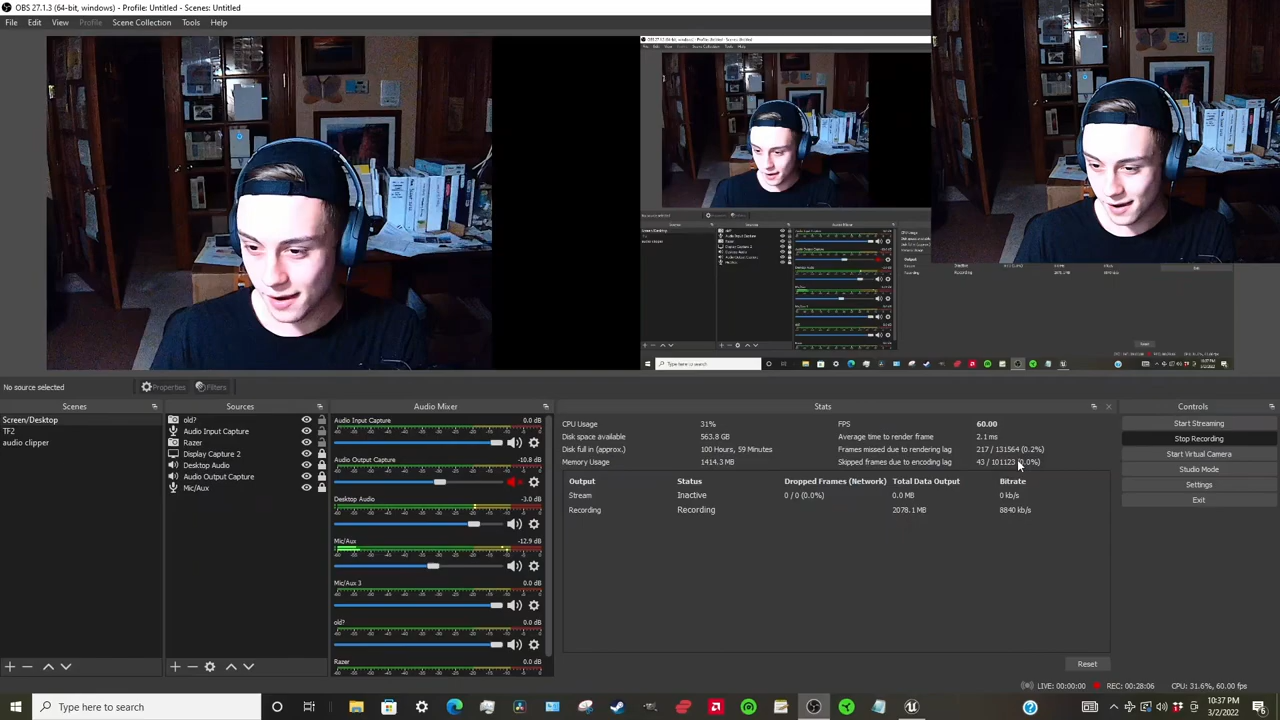 OBS 27.1.3 (64-bit, windows) - Profile: Untitled - Scenes: Untitled
File Edit View Profile Scene Collection Tools Help
No source selected Properties Filters
Scenes
Screen/Desktop
TF2
audio clipper
Sources
old?
Audio Input Capture
Razer
Display Capture 2
Desktop Audio
Audio Output Capture
Mic/Aux
Audio Mixer
Audio Input Capture 0.0 dB
Audio Output Capture -10.8 dB
Desktop Audio -3.0 dB
Mic/Aux -12.9 dB
Mic/Aux 3 0.0 dB
old? 0.0 dB
Razer 0.0 dB
Stats
CPU Usage 31%
Disk space available 563.8 GB
Disk full in (approx.) 100 Hours, 59 Minutes
Memory Usage 1414.3 MB
FPS 60.00
Average time to render frame 2.1 ms
Frames missed due to rendering lag 217 / 131564 (0.2%)
Skipped frames due to encoding lag 43 / 101123 (0.0%)
Output Status Dropped Frames (Network) Total Data Output Bitrate
Stream Inactive 0 / 0 (0.0%) 0.0 MB 0 kb/s
Recording Recording 2078.1 MB 8840 kb/s
Reset
Controls
Start Streaming
Stop Recording
Start Virtual Camera
Studio Mode
Settings
Exit
LIVE: 00:00:00 REC: 00:28:06 CPU: 31.6%, 60.00 fps
Type here to search
10:37 PM
3/2/2022